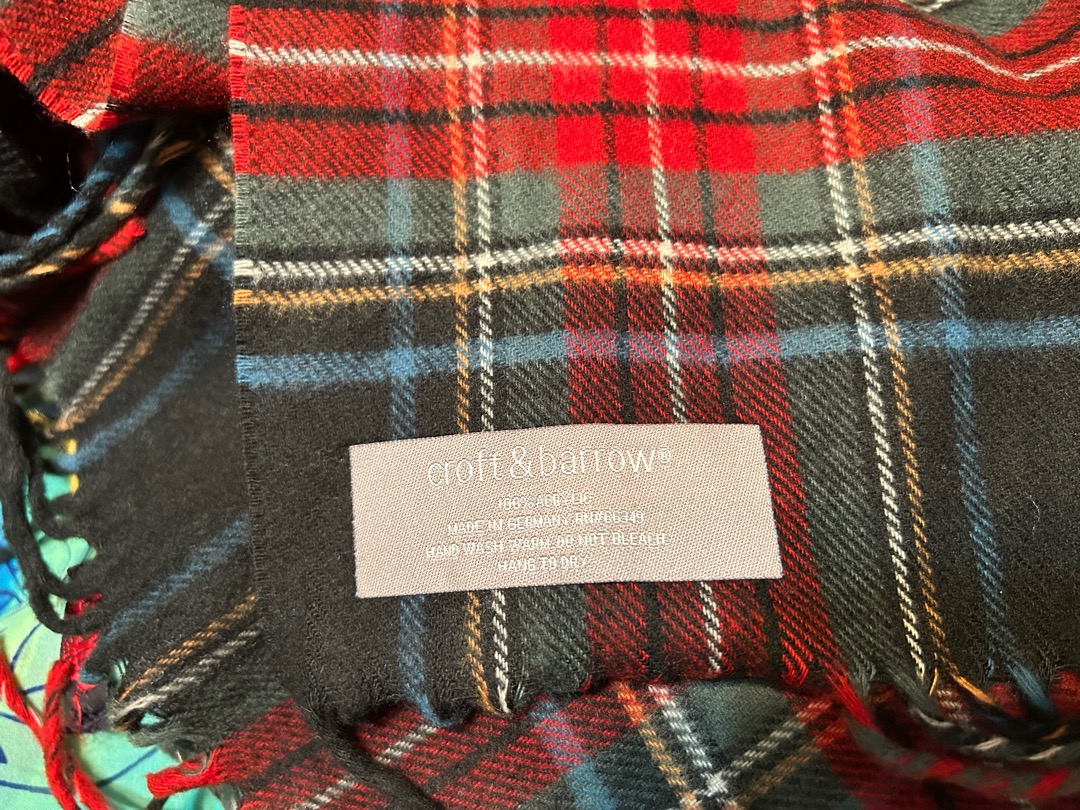 croft & barrow®
100% ACRYLIC
MADE IN GERMANY RN#66349
HAND WASH WARM, DO NOT BLEACH
HANG TO DRY